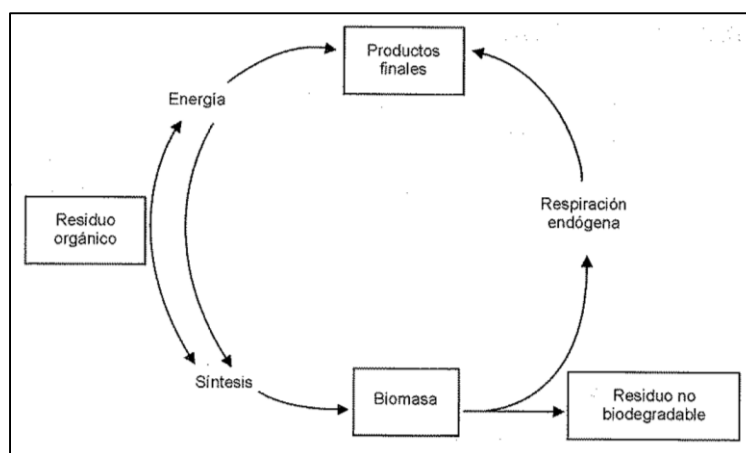 Productos
finales
Energía
Residuo
orgánico
Respiración
endógena
Síntesis
Biomasa
Residuo no
biodegradable